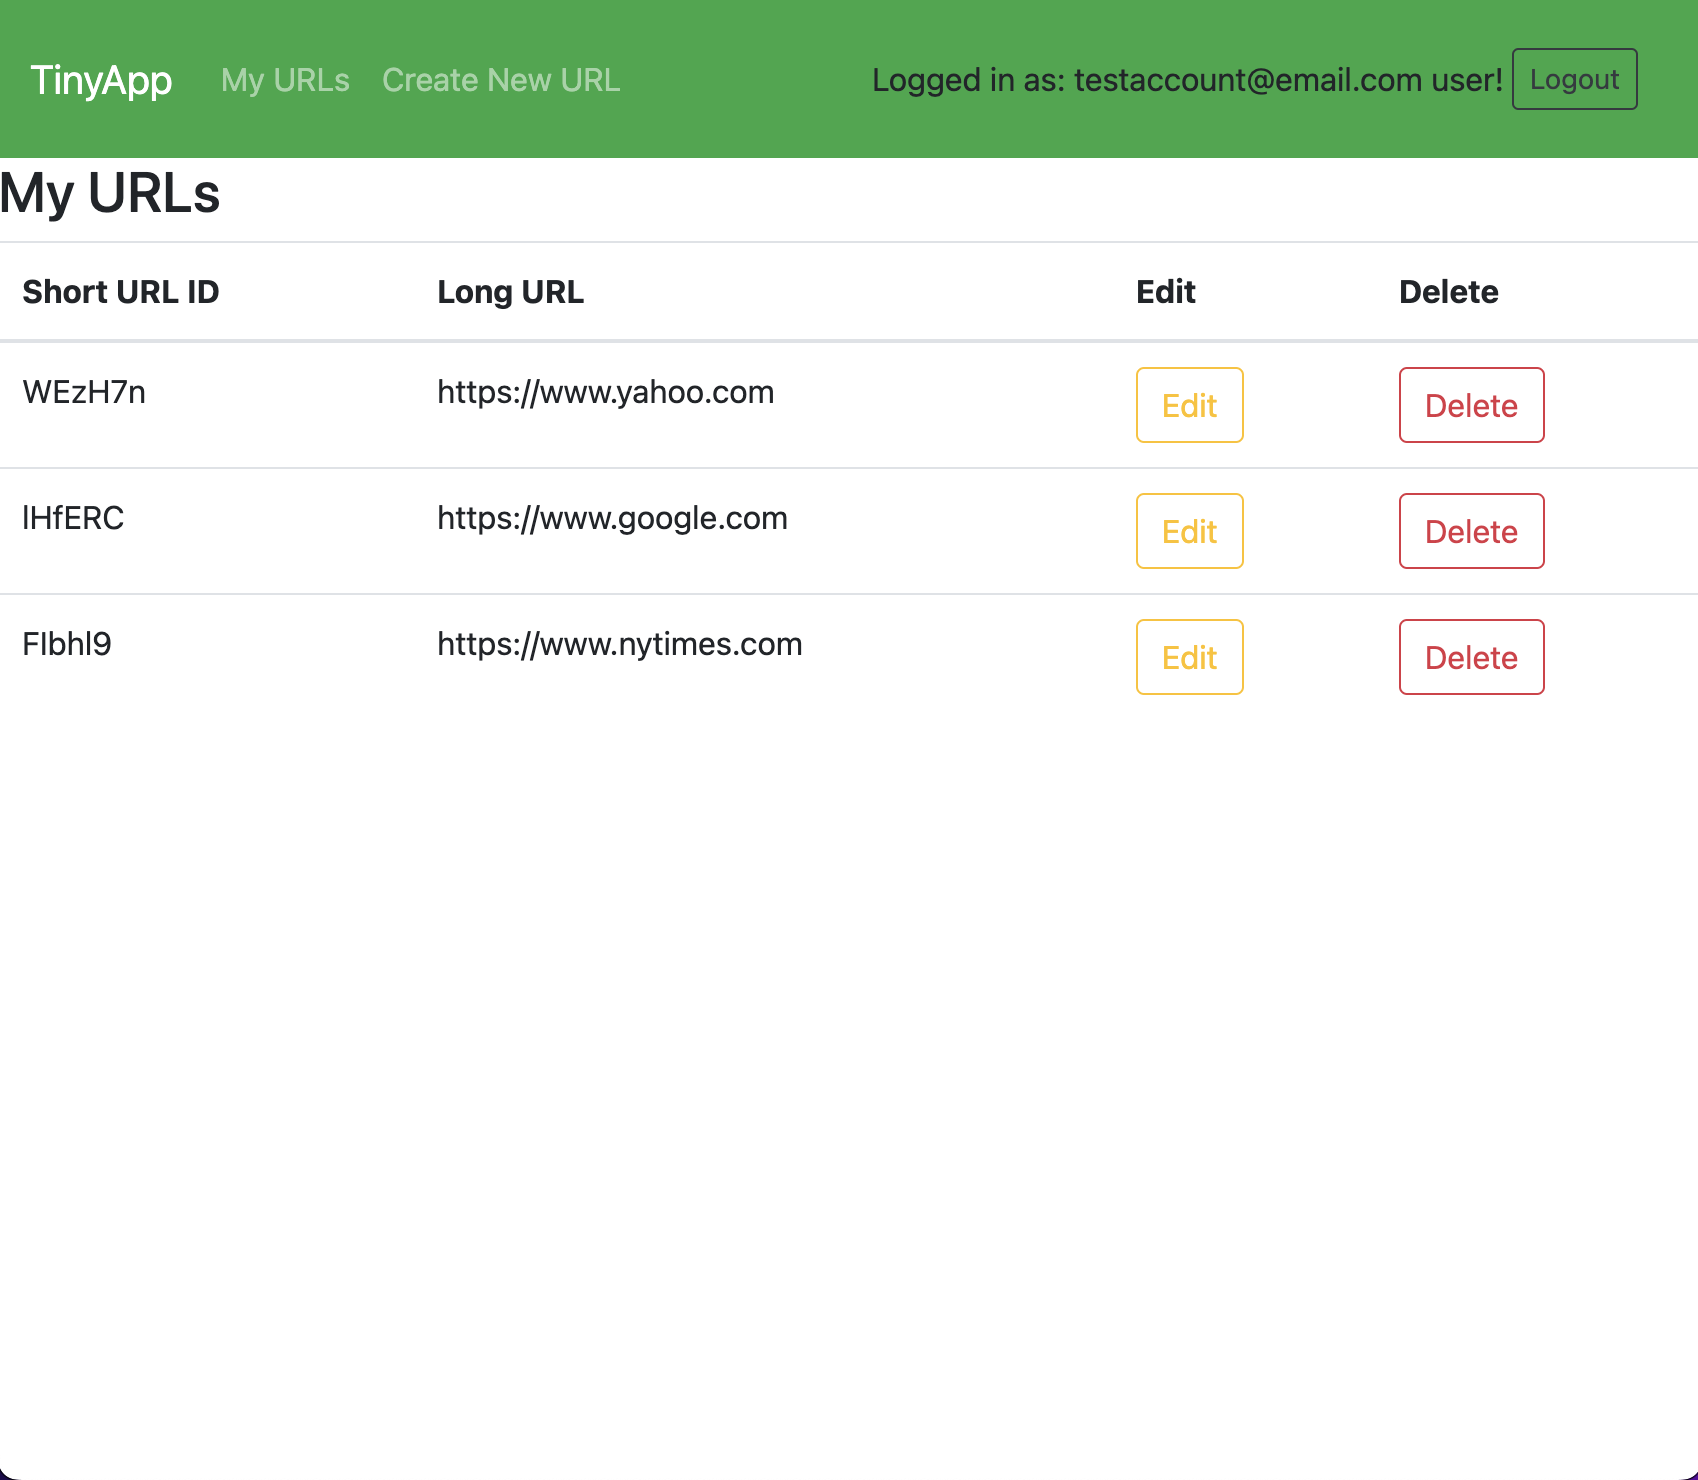 TinyApp My URLs Create New URL Logged in as: testaccount@email.com user! Logout
My URLs
Short URL ID Long URL Edit Delete
WEzH7n https://www.yahoo.com Edit Delete
lHfERC https://www.google.com Edit Delete
FIbhl9 https://www.nytimes.com Edit Delete